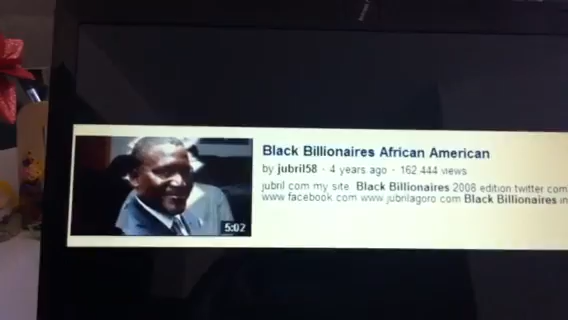 Black Billionaires African American
by jubril58 · 4 years ago · 162 444 views
jubril com my site Black Billionaires 2008 edition twitter com
www facebook com www jubrilagoro com Black Billionaires in
5:02